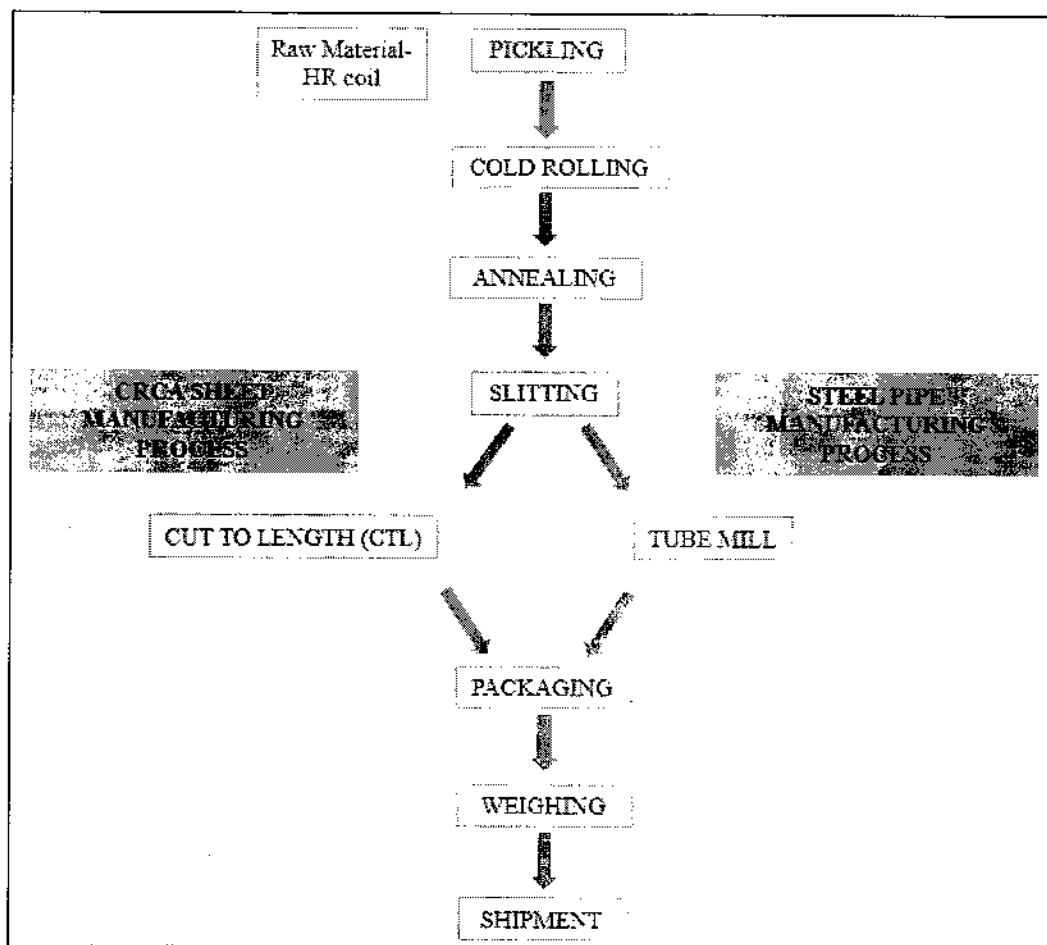 Raw Material-
HR coil
PICKLING
COLD ROLLING
ANNEALING
CRCA SHEET
MANUFACTURING
PROCESS
SLITTING
STEEL PIPE
MANUFACTURING
PROCESS
CUT TO LENGTH (CTL)
TUBE MILL
PACKAGING
WEIGHING
SHIPMENT